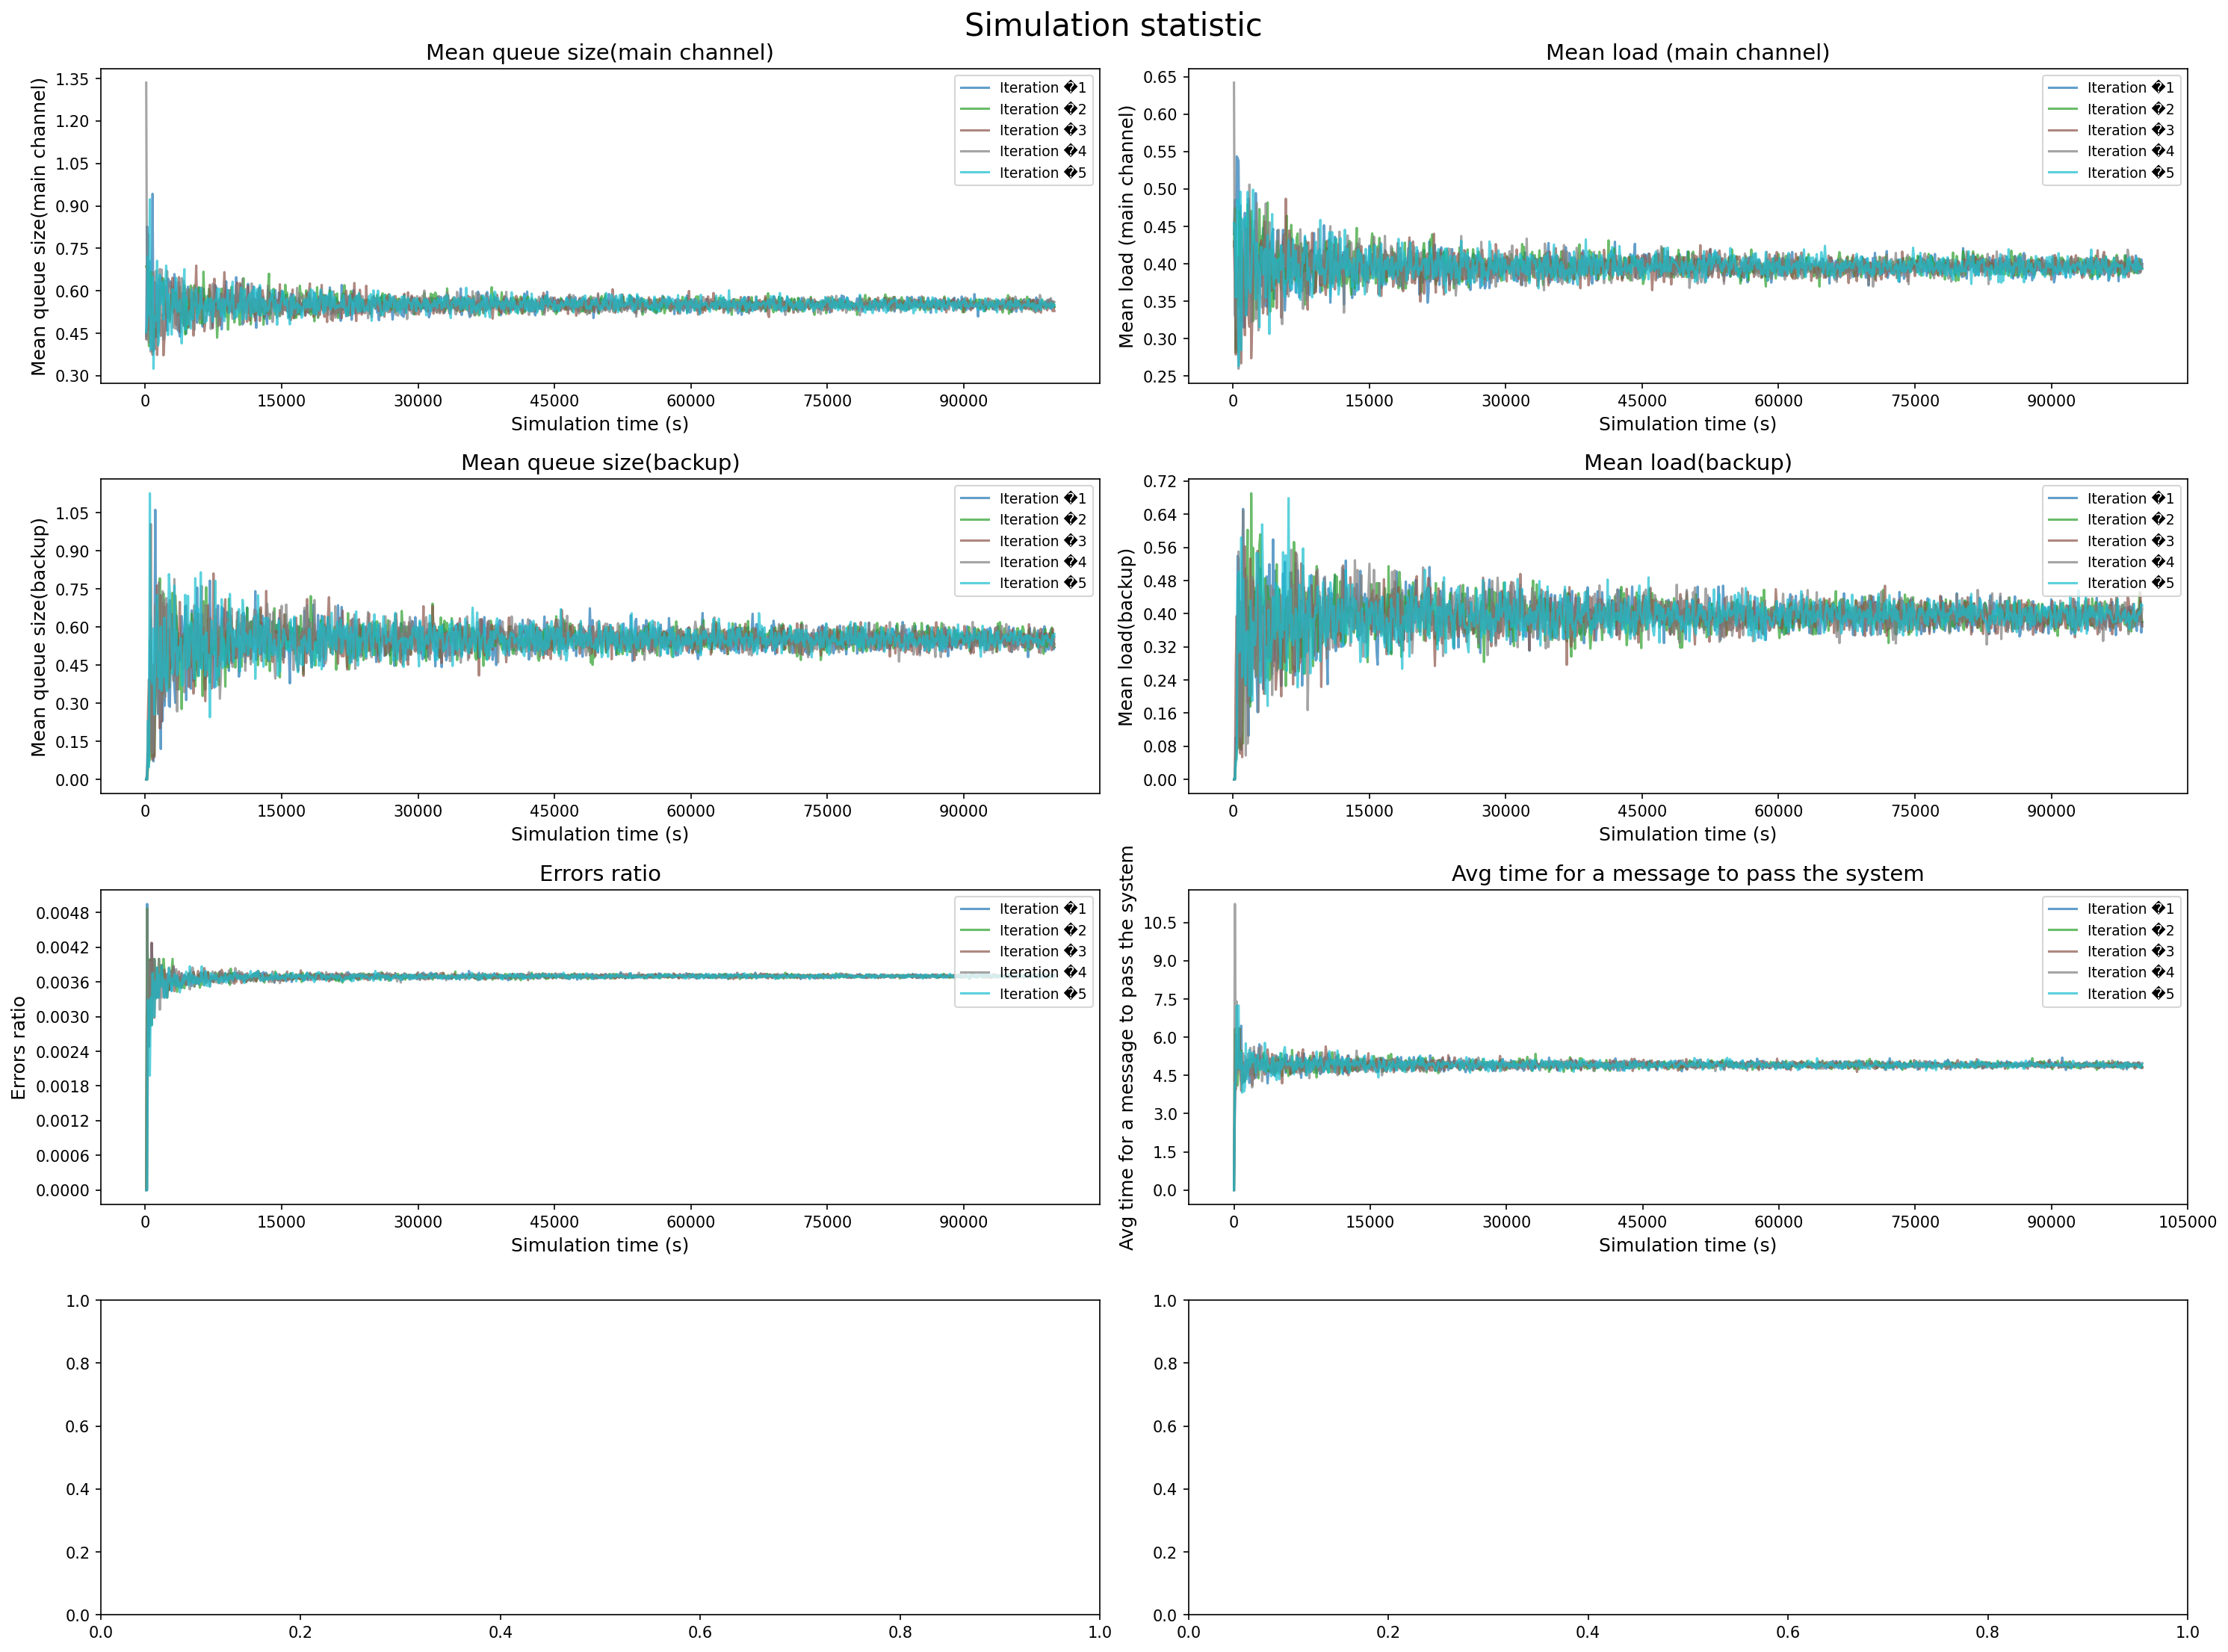 Simulation statistic
Mean queue size(main channel)
Mean queue size(main channel)
1.35
1.20
1.05
0.90
0.75
0.60
0.45
0.30
Iteration �1
Iteration �2
Iteration �3
Iteration �4
Iteration �5
0 15000 30000 45000 60000 75000 90000
Simulation time (s)
Mean load (main channel)
Mean load (main channel)
0.65
0.60
0.55
0.50
0.45
0.40
0.35
0.30
0.25
Iteration �1
Iteration �2
Iteration �3
Iteration �4
Iteration �5
0 15000 30000 45000 60000 75000 90000
Simulation time (s)
Mean queue size(backup)
Mean queue size(backup)
1.05
0.90
0.75
0.60
0.45
0.30
0.15
0.00
Iteration �1
Iteration �2
Iteration �3
Iteration �4
Iteration �5
0 15000 30000 45000 60000 75000 90000
Simulation time (s)
Mean load(backup)
Mean load(backup)
0.72
0.64
0.56
0.48
0.40
0.32
0.24
0.16
0.08
0.00
Iteration �1
Iteration �2
Iteration �3
Iteration �4
Iteration �5
0 15000 30000 45000 60000 75000 90000
Simulation time (s)
Errors ratio
Errors ratio
0.0048
0.0042
0.0036
0.0030
0.0024
0.0018
0.0012
0.0006
0.0000
Iteration �1
Iteration �2
Iteration �3
Iteration �4
Iteration �5
0 15000 30000 45000 60000 75000 90000
Simulation time (s)
Avg time for a message to pass the system
Avg time for a message to pass the system
10.5
9.0
7.5
6.0
4.5
3.0
1.5
0.0
Iteration �1
Iteration �2
Iteration �3
Iteration �4
Iteration �5
0 15000 30000 45000 60000 75000 90000 105000
Simulation time (s)
1.0
0.8
0.6
0.4
0.2
0.0
0.0 0.2 0.4 0.6 0.8 1.0
1.0
0.8
0.6
0.4
0.2
0.0
0.0 0.2 0.4 0.6 0.8 1.0